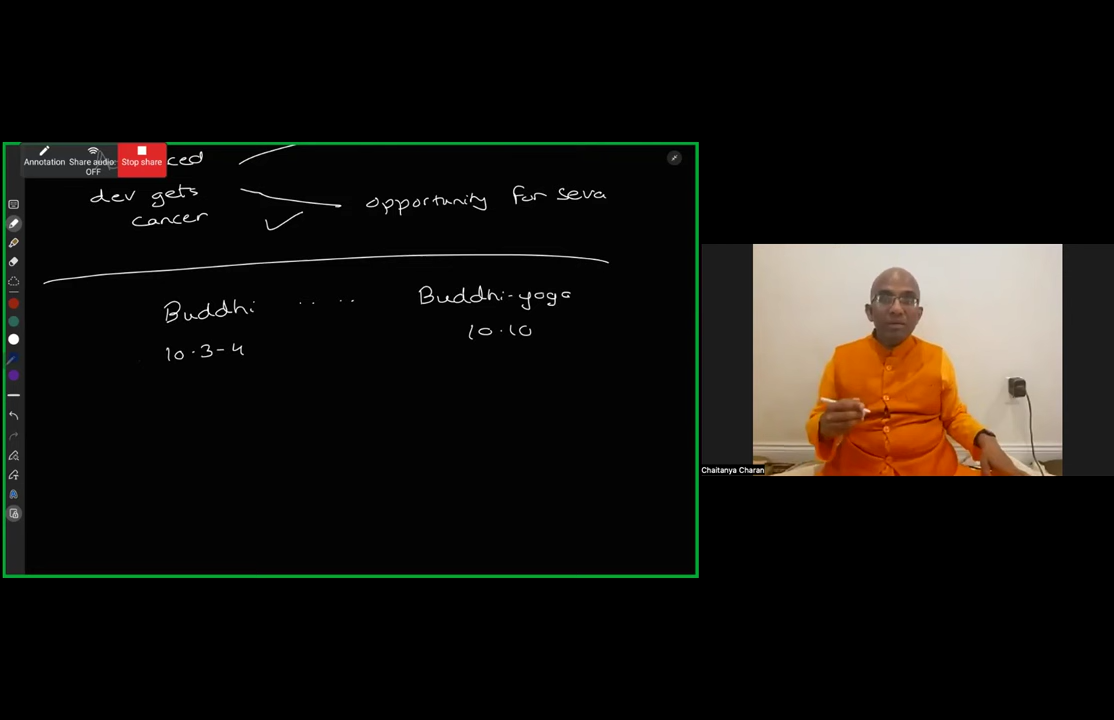 Annotation
Share audio: OFF
Stop share
ced
dev gets
cancer
opportunity for seva
Buddhi .. .. Buddhi-yoga
10.3-4
10.10
Chaitanya Charan